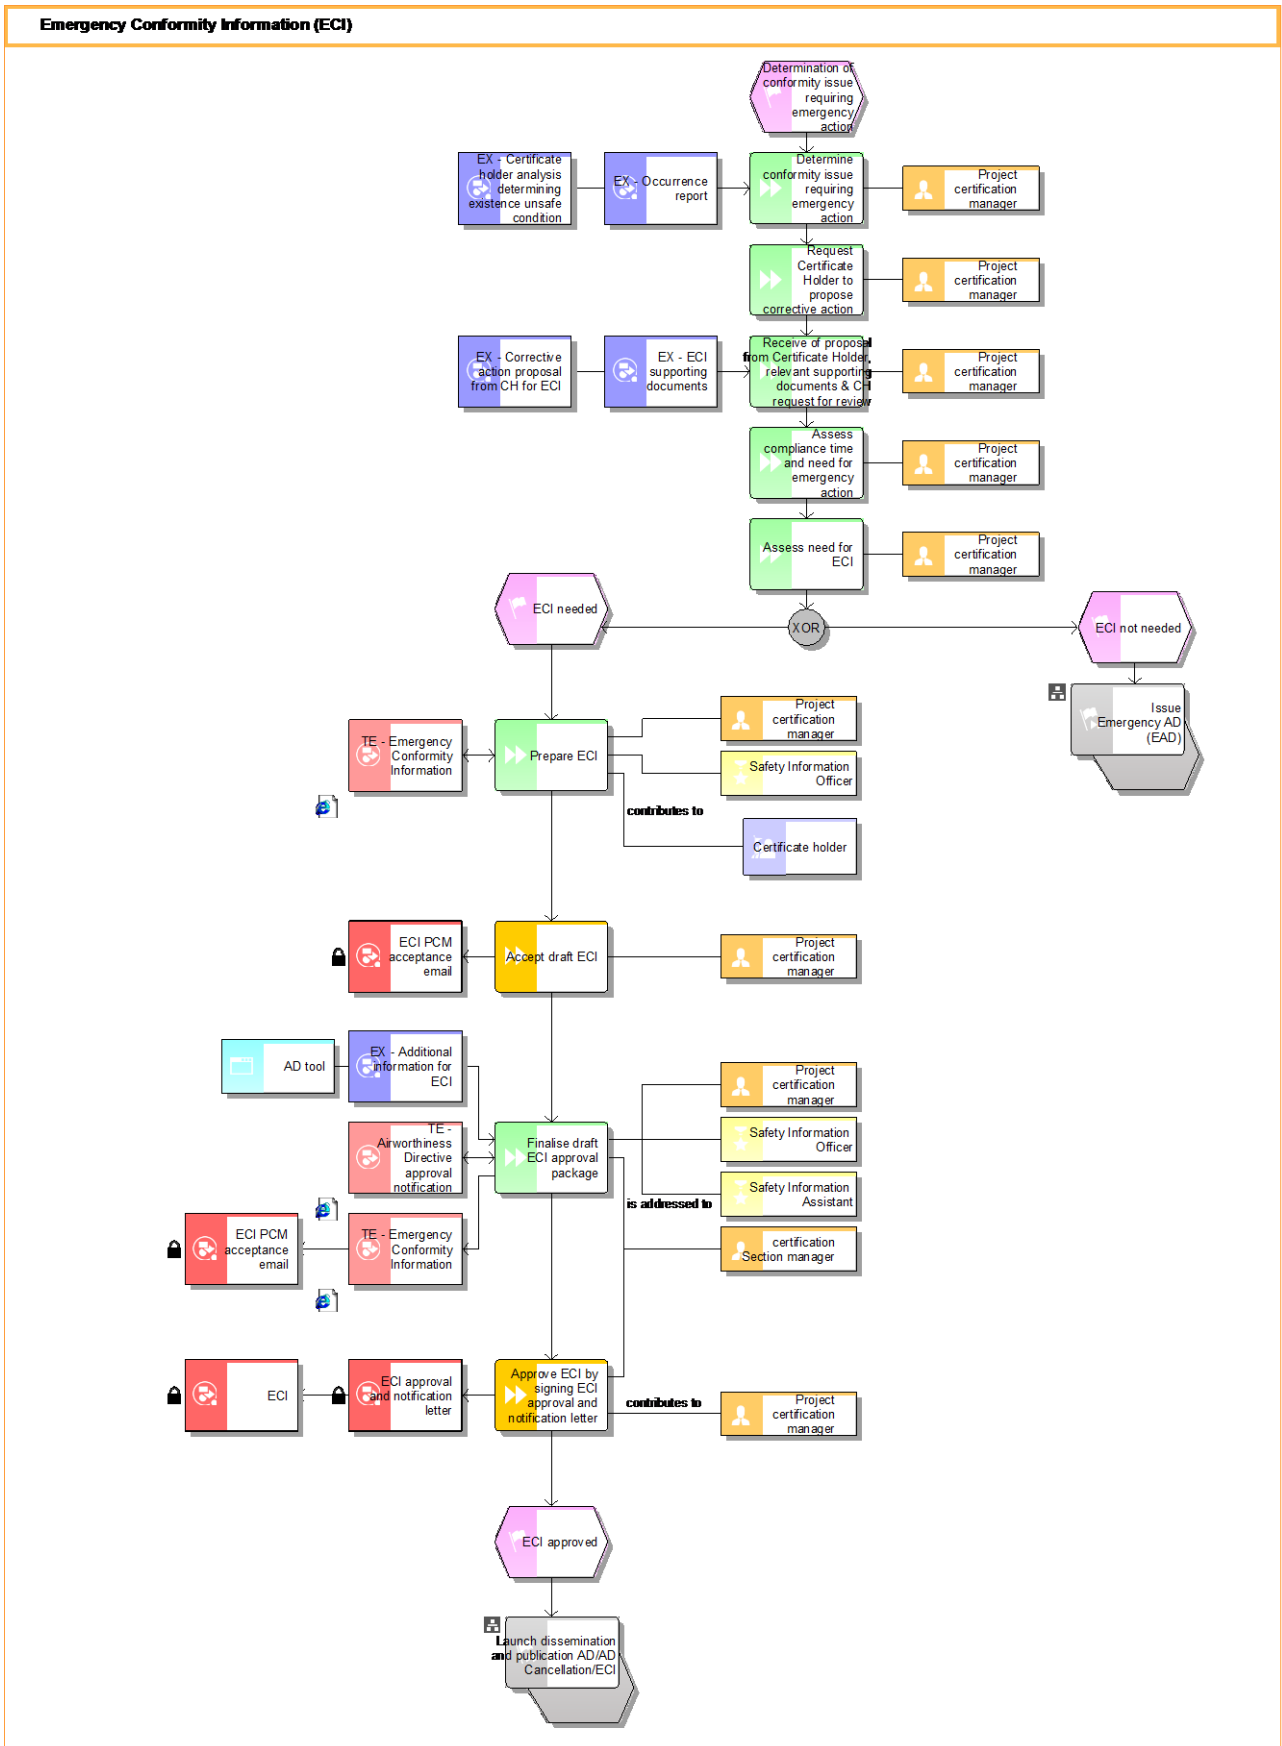 Emergency Conformity Information (ECI)
Determination of
conformity issue
requiring
emergency
action
EX - Certificate
holder analysis
determining
existence unsafe
condition
EX - Occurrence
report
Determine
conformity issue
requiring
emergency
action
Project
certification
manager
Request
Certificate
Holder to
propose
corrective action
Project
certification
manager
EX - Corrective
action proposal
from CH for ECI
EX - ECI
supporting
documents
Receive of proposal
from Certificate Holder,
relevant supporting
documents & CH
request for review
Project
certification
manager
Assess
compliance time
and need for
emergency
action
Project
certification
manager
Assess need for
ECI
Project
certification
manager
ECI needed
XOR
ECI not needed
Issue
Emergency AD
(EAD)
TE - Emergency
Conformity
Information
Prepare ECI
Project
certification
manager
Safety Information
Officer
contributes to
Certificate holder
ECI PCM
acceptance
email
Accept draft ECI
Project
certification
manager
AD tool
EX - Additional
information for
ECI
Project
certification
manager
TE -
Airworthiness
Directive
approval
notification
Finalise draft
ECI approval
package
Safety Information
Officer
Safety Information
Assistant
is addressed to
ECI PCM
acceptance
email
TE - Emergency
Conformity
Information
certification
Section manager
ECI
ECI approval
and notification
letter
Approve ECI by
signing ECI
approval and
notification letter
contributes to
Project
certification
manager
ECI approved
Launch dissemination
and publication AD/AD
Cancellation/ECI